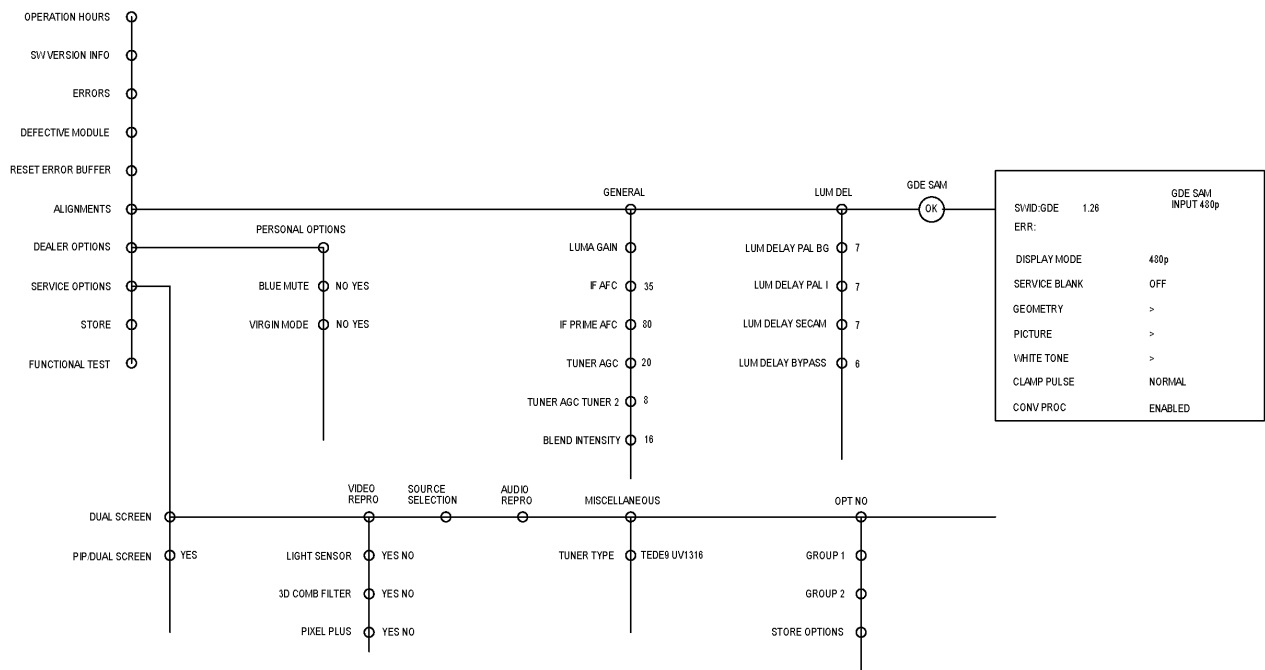 OPERATION HOURS
SW VERSION INFO
ERRORS
DEFECTIVE MODULE
RESET ERROR BUFFER
ALIGNMENTS
DEALER OPTIONS
SERVICE OPTIONS
STORE
FUNCTIONAL TEST
PERSONAL OPTIONS
BLUE MUTE NO YES
VIRGIN MODE NO YES
GENERAL
LUMA GAIN
IF AFC 35
IF PRIME AFC 80
TUNER AGC 20
TUNER AGC TUNER 2 8
BLEND INTENSITY 16
LUM DEL
LUM DELAY PAL BG 7
LUM DELAY PAL I 7
LUM DELAY SECAM 7
LUM DELAY BYPASS 6
GDE SAM
OK
GDE SAM
SWID:GDE 1.26 INPUT 480p
ERR:
DISPLAY MODE 480p
SERVICE BLANK OFF
GEOMETRY >
PICTURE >
WHITE TONE >
CLAMP PULSE NORMAL
CONV PROC ENABLED
DUAL SCREEN
PIP/DUAL SCREEN YES
VIDEO
REPRO
LIGHT SENSOR YES NO
3D COMB FILTER YES NO
PIXEL PLUS YES NO
SOURCE
SELECTION
AUDIO
REPRO
MISCELLANEOUS
TUNER TYPE TEDE9 UV1316
OPT NO
GROUP 1
GROUP 2
STORE OPTIONS